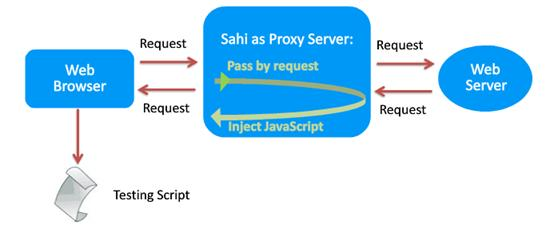 Request
Sahi as Proxy Server:
Request
Web
Browser
Pass by request
Web
Server
Request
Request
Inject JavaScript
Testing Script